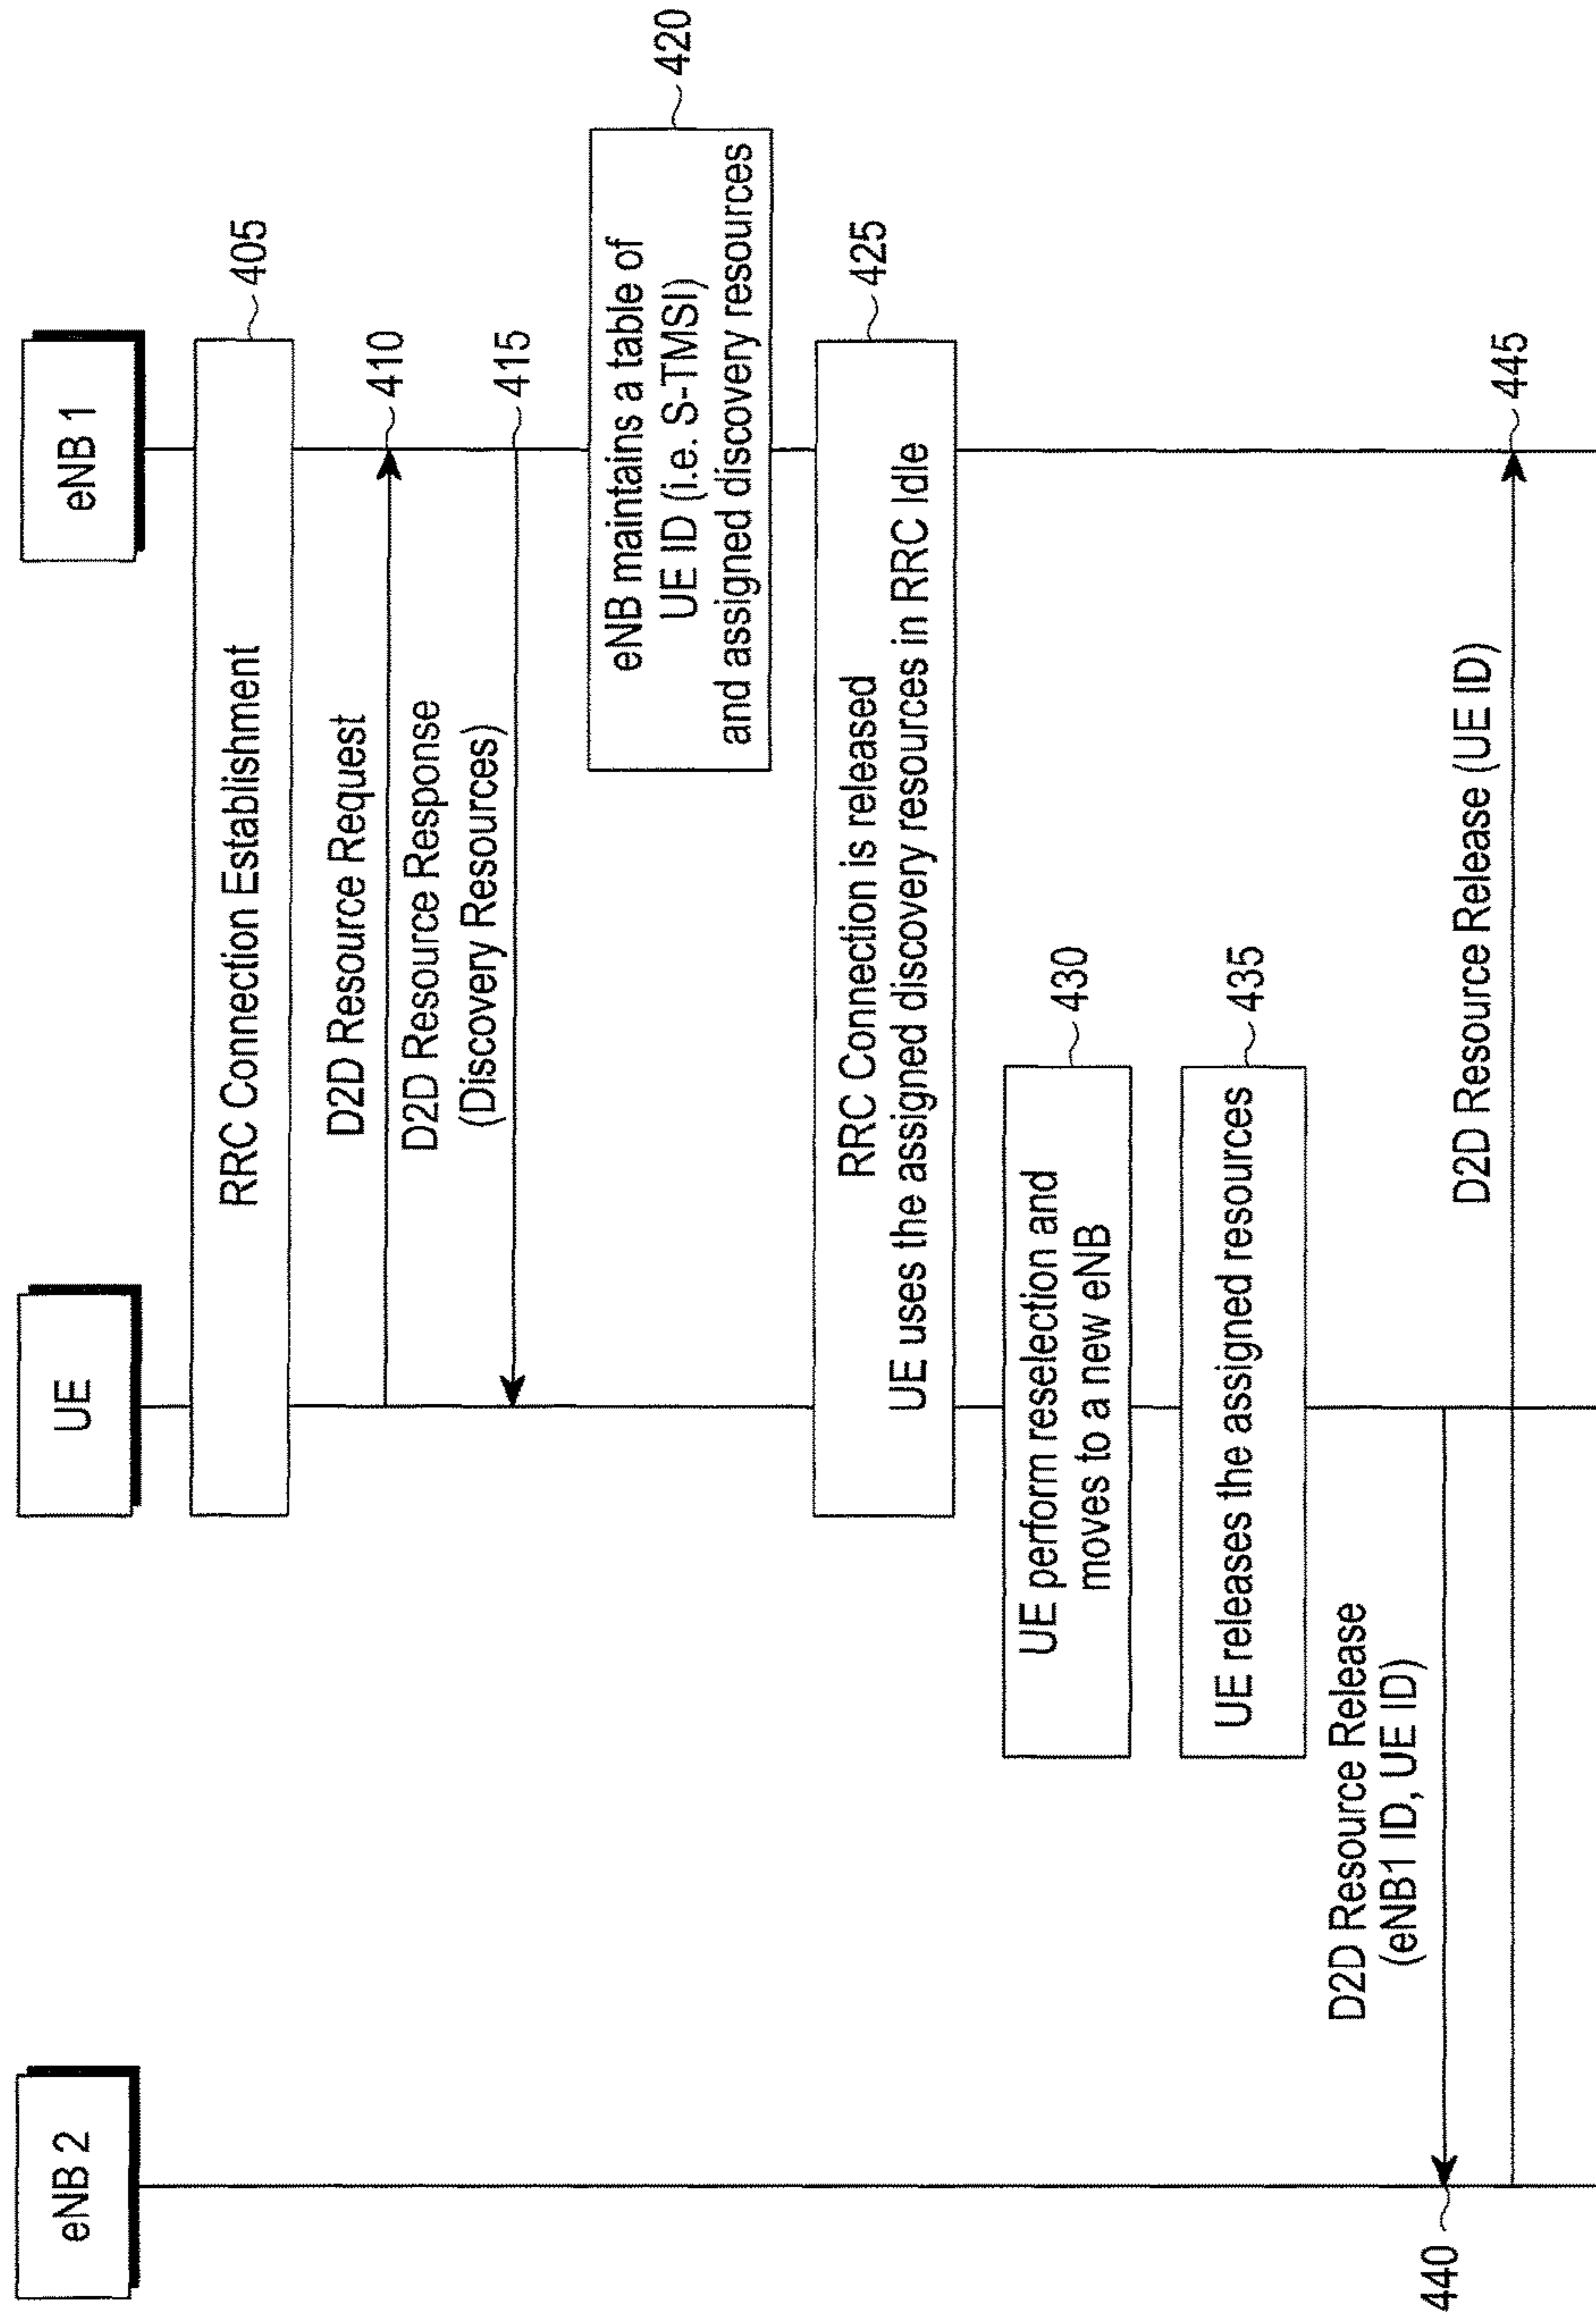 eNB 2
UE
eNB 1
RRC Connection Establishment
405
D2D Resource Request
410
D2D Resource Response
(Discovery Resources)
415
eNB maintains a table of
UE ID (i.e. S-TMSI)
and assigned discovery resources
420
RRC Connection is released
UE uses the assigned discovery resources in RRC Idle
425
UE perform reselection and
moves to a new eNB
430
UE releases the assigned resources
435
D2D Resource Release
(eNB1 ID, UE ID)
440
D2D Resource Release (UE ID)
445